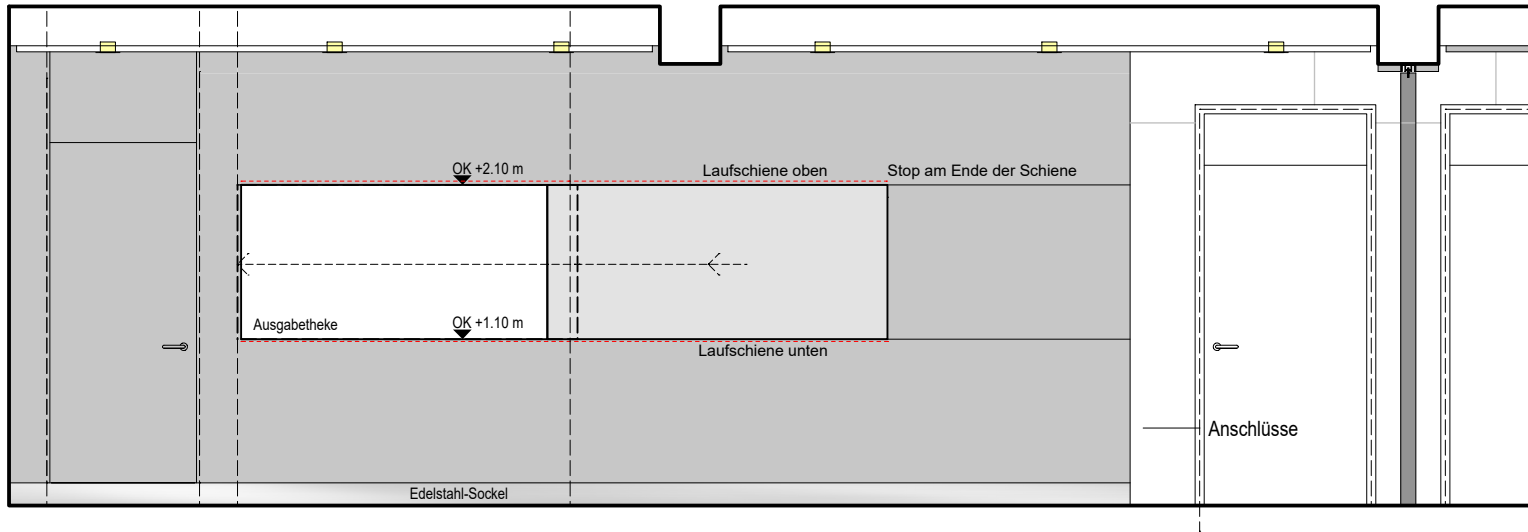 OK +2.10 m
Laufschiene oben
Stop am Ende der Schiene
Ausgabetheke
OK +1.10 m
Laufschiene unten
Anschlüsse
Edelstahl-Sockel